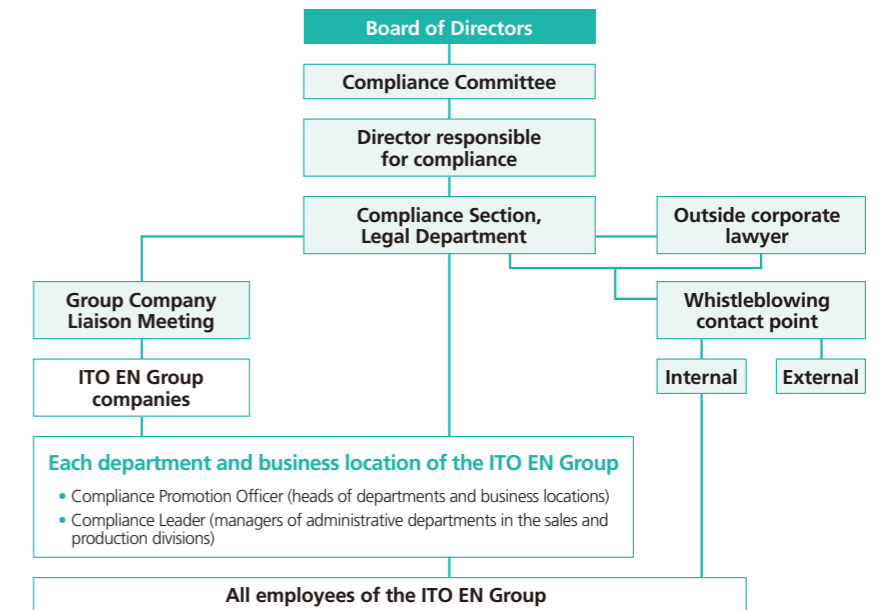 Board of Directors
Compliance Committee
Director responsible
for compliance
Compliance Section,
Legal Department
Outside corporate
lawyer
Group Company
Liaison Meeting
Whistleblowing
contact point
ITO EN Group
companies
Internal
External
Each department and business location of the ITO EN Group
• Compliance Promotion Officer (heads of departments and business locations)
• Compliance Leader (managers of administrative departments in the sales and
production divisions)
All employees of the ITO EN Group